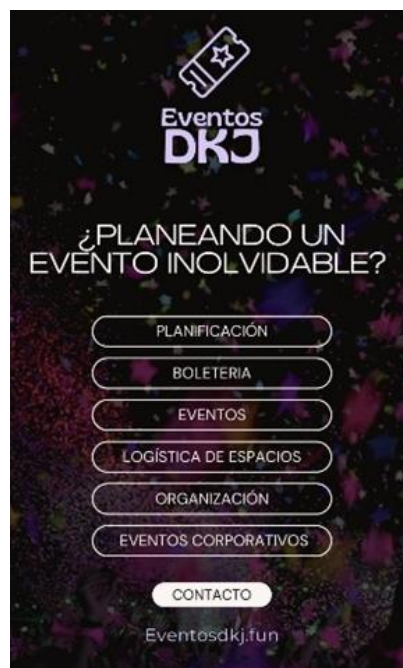 Eventos
DKJ
¿PLANEANDO UN
EVENTO INOLVIDABLE?
PLANIFICACIÓN
BOLETERIA
EVENTOS
LOGÍSTICA DE ESPACIOS
ORGANIZACIÓN
EVENTOS CORPORATIVOS
CONTACTO
Eventosdkj.fun